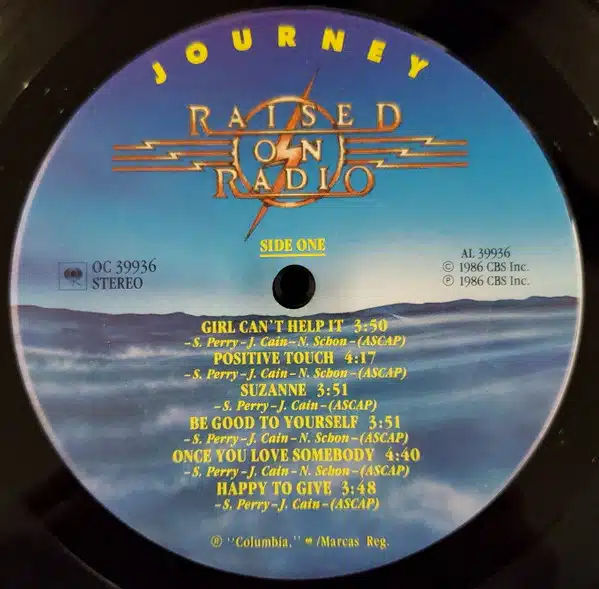 JOURNEY
RAISED
ON
RADIO
SIDE ONE
OC 39936
STEREO
AL 39936
© 1986 CBS Inc.
℗ 1986 CBS Inc.
GIRL CAN'T HELP IT 3:50
-S. Perry-J. Cain-N. Schon-(ASCAP)
POSITIVE TOUCH 4:17
-S. Perry-J. Cain-N. Schon-(ASCAP)
SUZANNE 3:51
-S. Perry-J. Cain-(ASCAP)
BE GOOD TO YOURSELF 3:51
-S. Perry-J. Cain-N. Schon-(ASCAP)
ONCE YOU LOVE SOMEBODY 4:40
-S. Perry-J. Cain-N. Schon-(ASCAP)
HAPPY TO GIVE 3:48
-S. Perry-J. Cain-(ASCAP)
® "Columbia," /Marcas Reg.